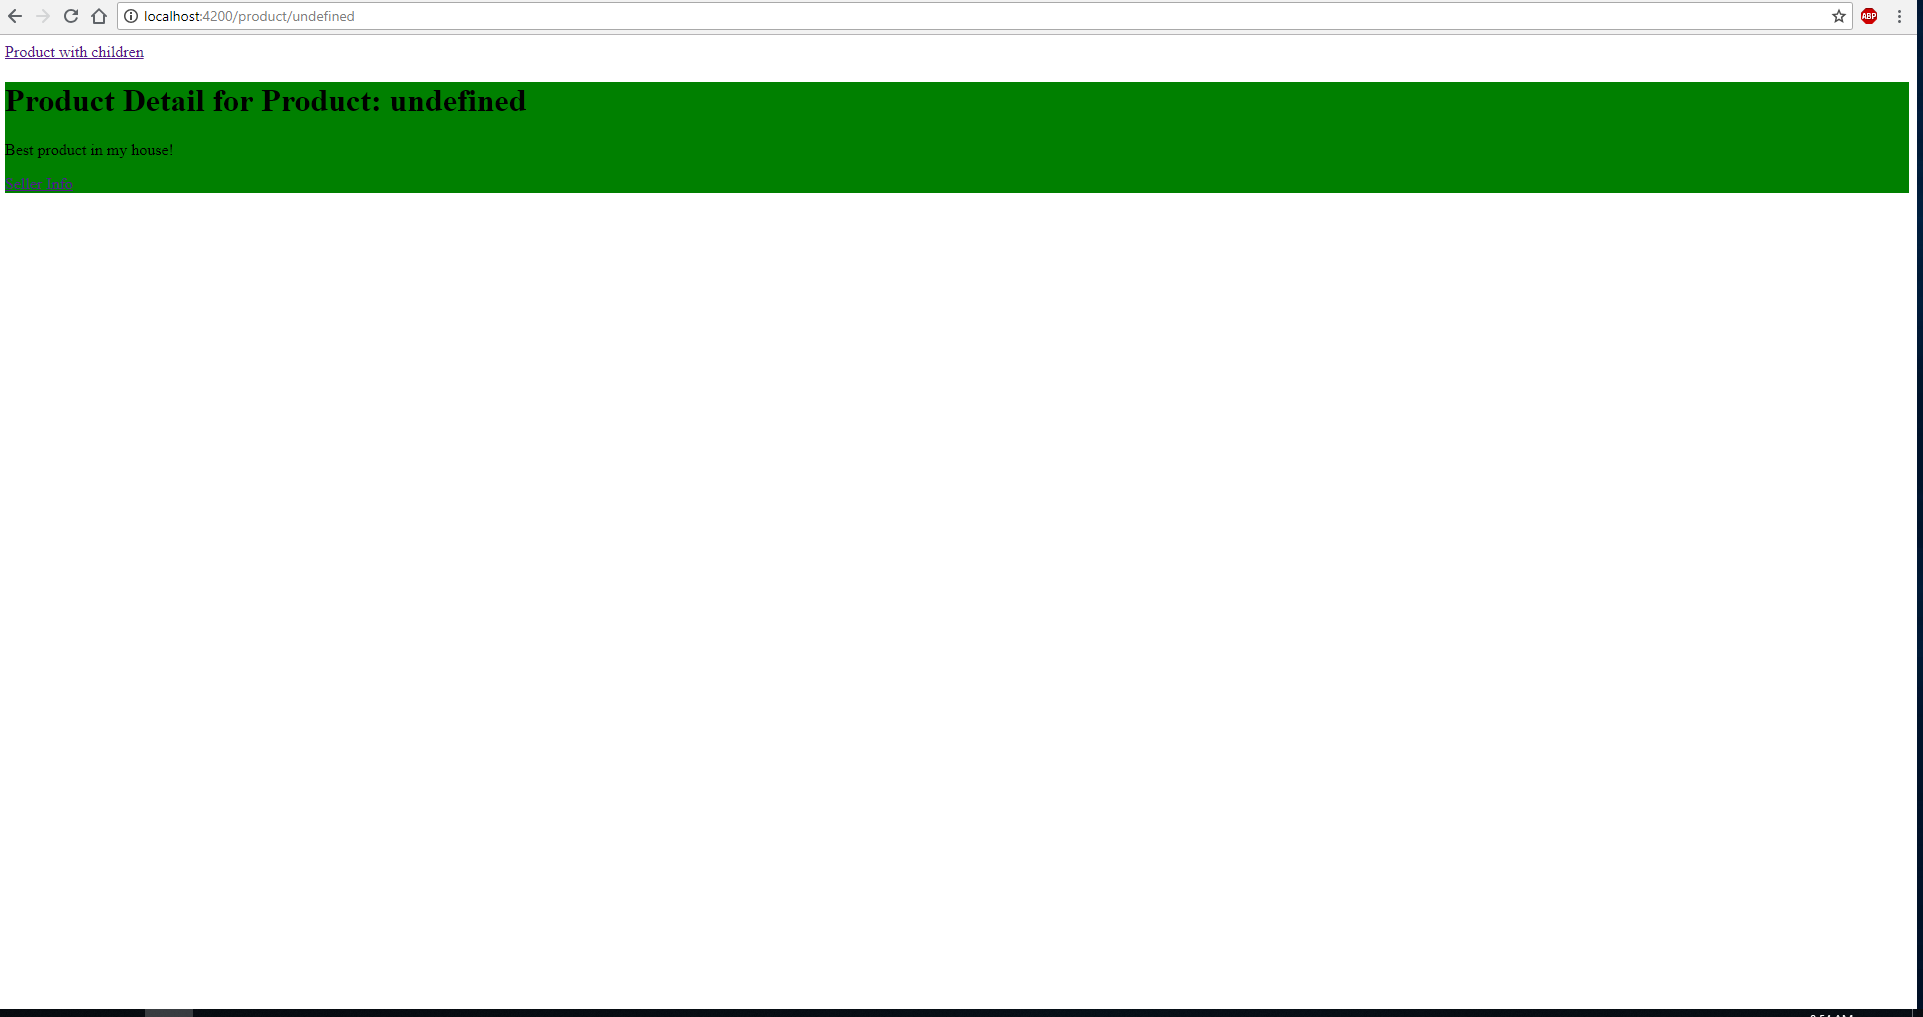 localhost:4200/product/undefined
ABP
Product with children
Product Detail for Product: undefined
Best product in my house!
Seller Info